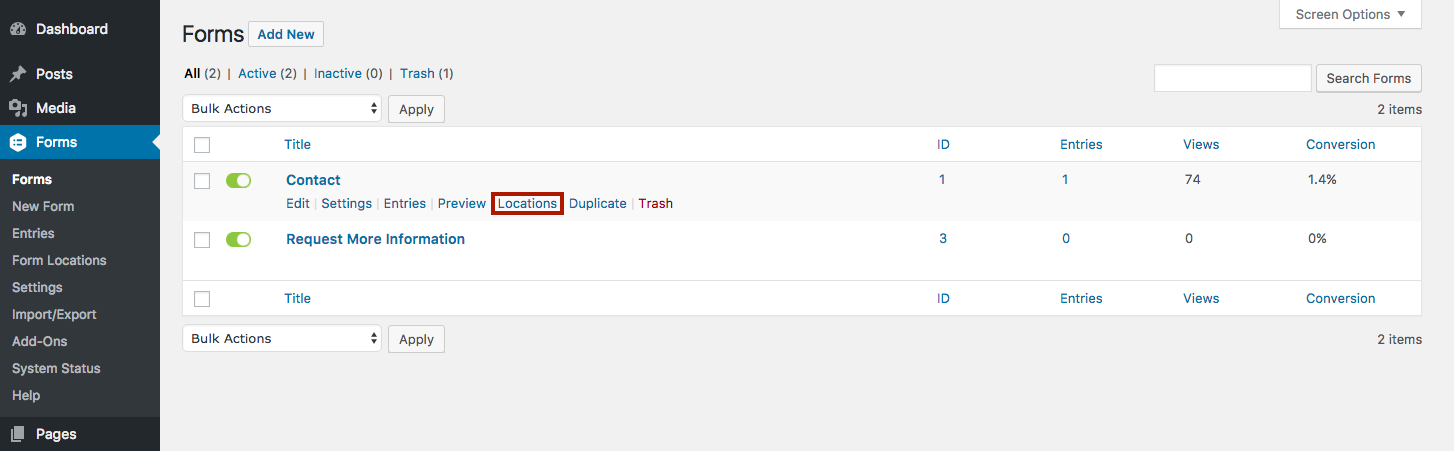 Dashboard
Posts
Media
Forms
Forms
New Form
Entries
Form Locations
Settings
Import/Export
Add-Ons
System Status
Help
Pages
Screen Options
Forms Add New
All (2) | Active (2) | Inactive (0) | Trash (1)
Search Forms
Bulk Actions Apply
2 items
Title ID Entries Views Conversion
Contact 1 1 74 1.4%
Edit | Settings | Entries | Preview Locations Duplicate | Trash
Request More Information 3 0 0 0%
Title ID Entries Views Conversion
Bulk Actions Apply
2 items